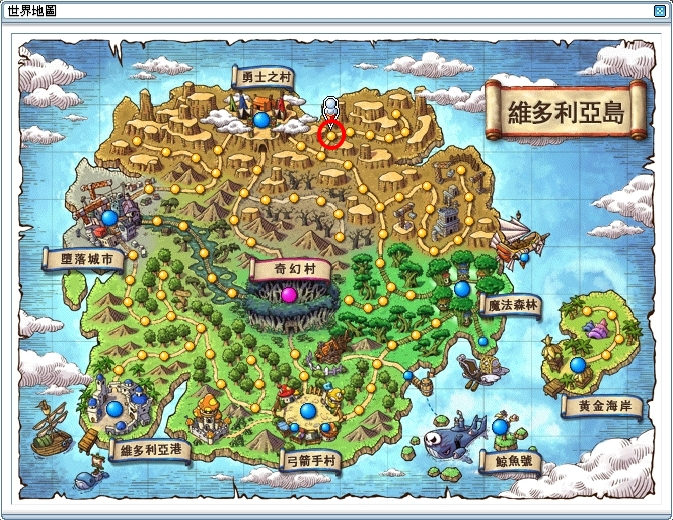 世界地圖
勇士之村
維多利亞島
墮落城市
奇幻村
魔法森林
黃金海岸
維多利亞港
弓箭手村
鯨魚號